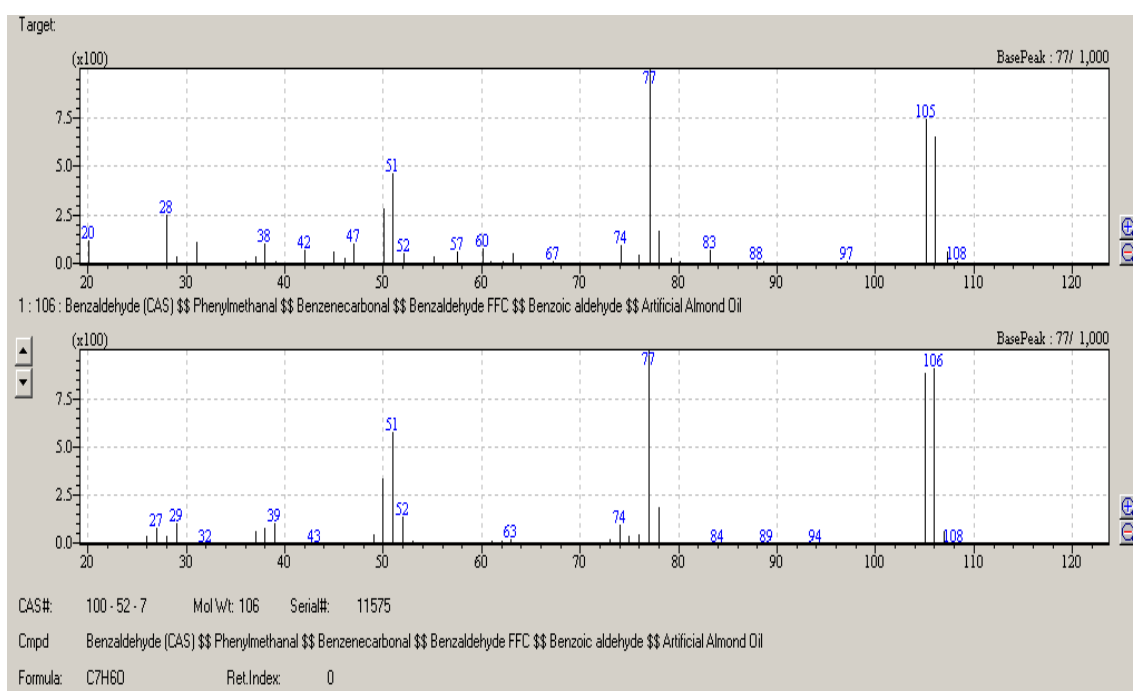 Target:
(x100) BasePeak : 77/ 1,000
7.5
5.0
2.5
0.0
20 28 38 42 47 51 52 57 60 67 74 77 83 88 97 105 108
20 30 40 50 60 70 80 90 100 110 120
1 : 106 : Benzaldehyde (CAS) $$ Phenylmethanal $$ Benzenecarbonal $$ Benzaldehyde FFC $$ Benzoic aldehyde $$ Artificial Almond Oil
(x100) BasePeak : 77/ 1,000
7.5
5.0
2.5
0.0
27 29 32 39 43 51 52 63 74 77 84 89 94 106 108
20 30 40 50 60 70 80 90 100 110 120
CAS#: 100 - 52 - 7 Mol Wt: 106 Serial#: 11575
Cmpd Benzaldehyde (CAS) $$ Phenylmethanal $$ Benzenecarbonal $$ Benzaldehyde FFC $$ Benzoic aldehyde $$ Artificial Almond Oil
Formula: C7H6O Ret.Index: 0